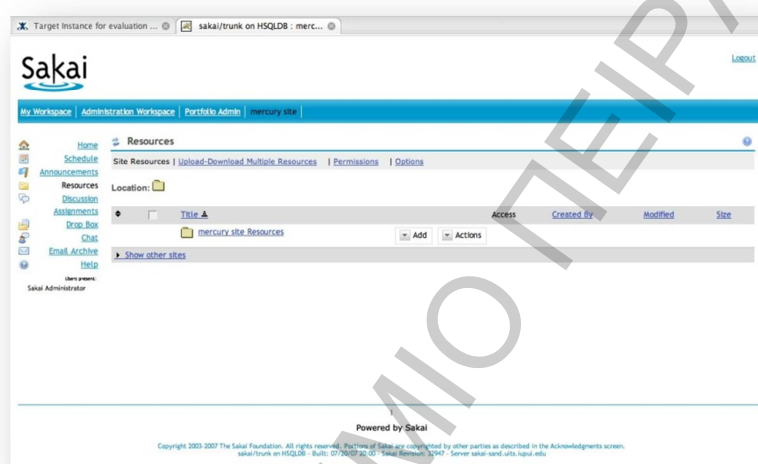 Target Instance for evaluation ...
sakai/trunk on HSQLDB : merc...
Sakai
Logout
My Workspace | Administration Workspace | Portfolio Admin | mercury site |
Home
Schedule
Announcements
Resources
Discussion
Assignments
Drop Box
Chat
Email Archive
Help
Users present:
Sakai Administrator
Resources
Site Resources | Upload-Download Multiple Resources | Permissions | Options
Location:
Title Access Created By Modified Size
mercury site Resources Add Actions
Show other sites
Powered by Sakai
Copyright 2003-2007 The Sakai Foundation. All rights reserved. Portions of Sakai are copyrighted by other parties as described in the Acknowledgments screen.
sakai/trunk on HSQLDB - Built: 07/20/07 20:00 - Sakai Revision: 32947 - Server sakai-sand.uits.iupui.edu
ΜΙΟ ΠΕΙΡΑ